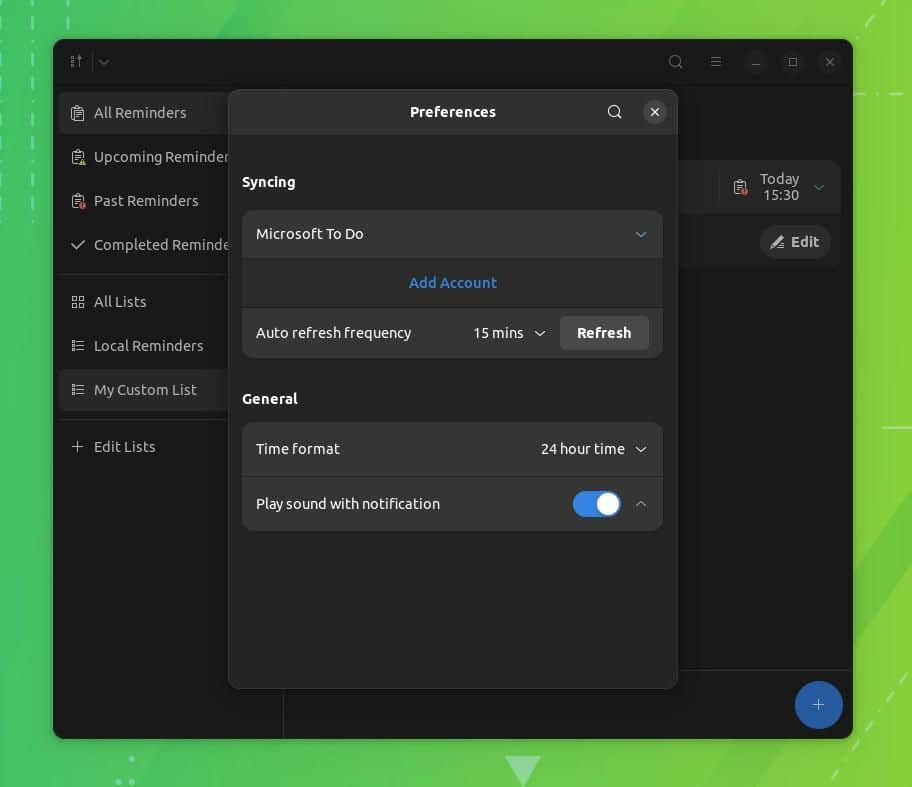 Preferences
All Reminders
Upcoming Reminder
Past Reminders
Completed Reminde
All Lists
Local Reminders
My Custom List
Edit Lists
Syncing
Microsoft To Do
Add Account
Auto refresh frequency 15 mins Refresh
General
Time format 24 hour time
Play sound with notification
Today
15:30
Edit